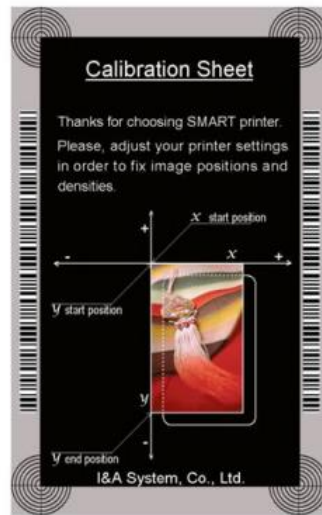 Calibration Sheet
Thanks for choosing SMART printer.
Please, adjust your printer settings
in order to fix image positions and
densities.
x start position
+
- x +
y start position
y
-
y end position
I&A System, Co., Ltd.